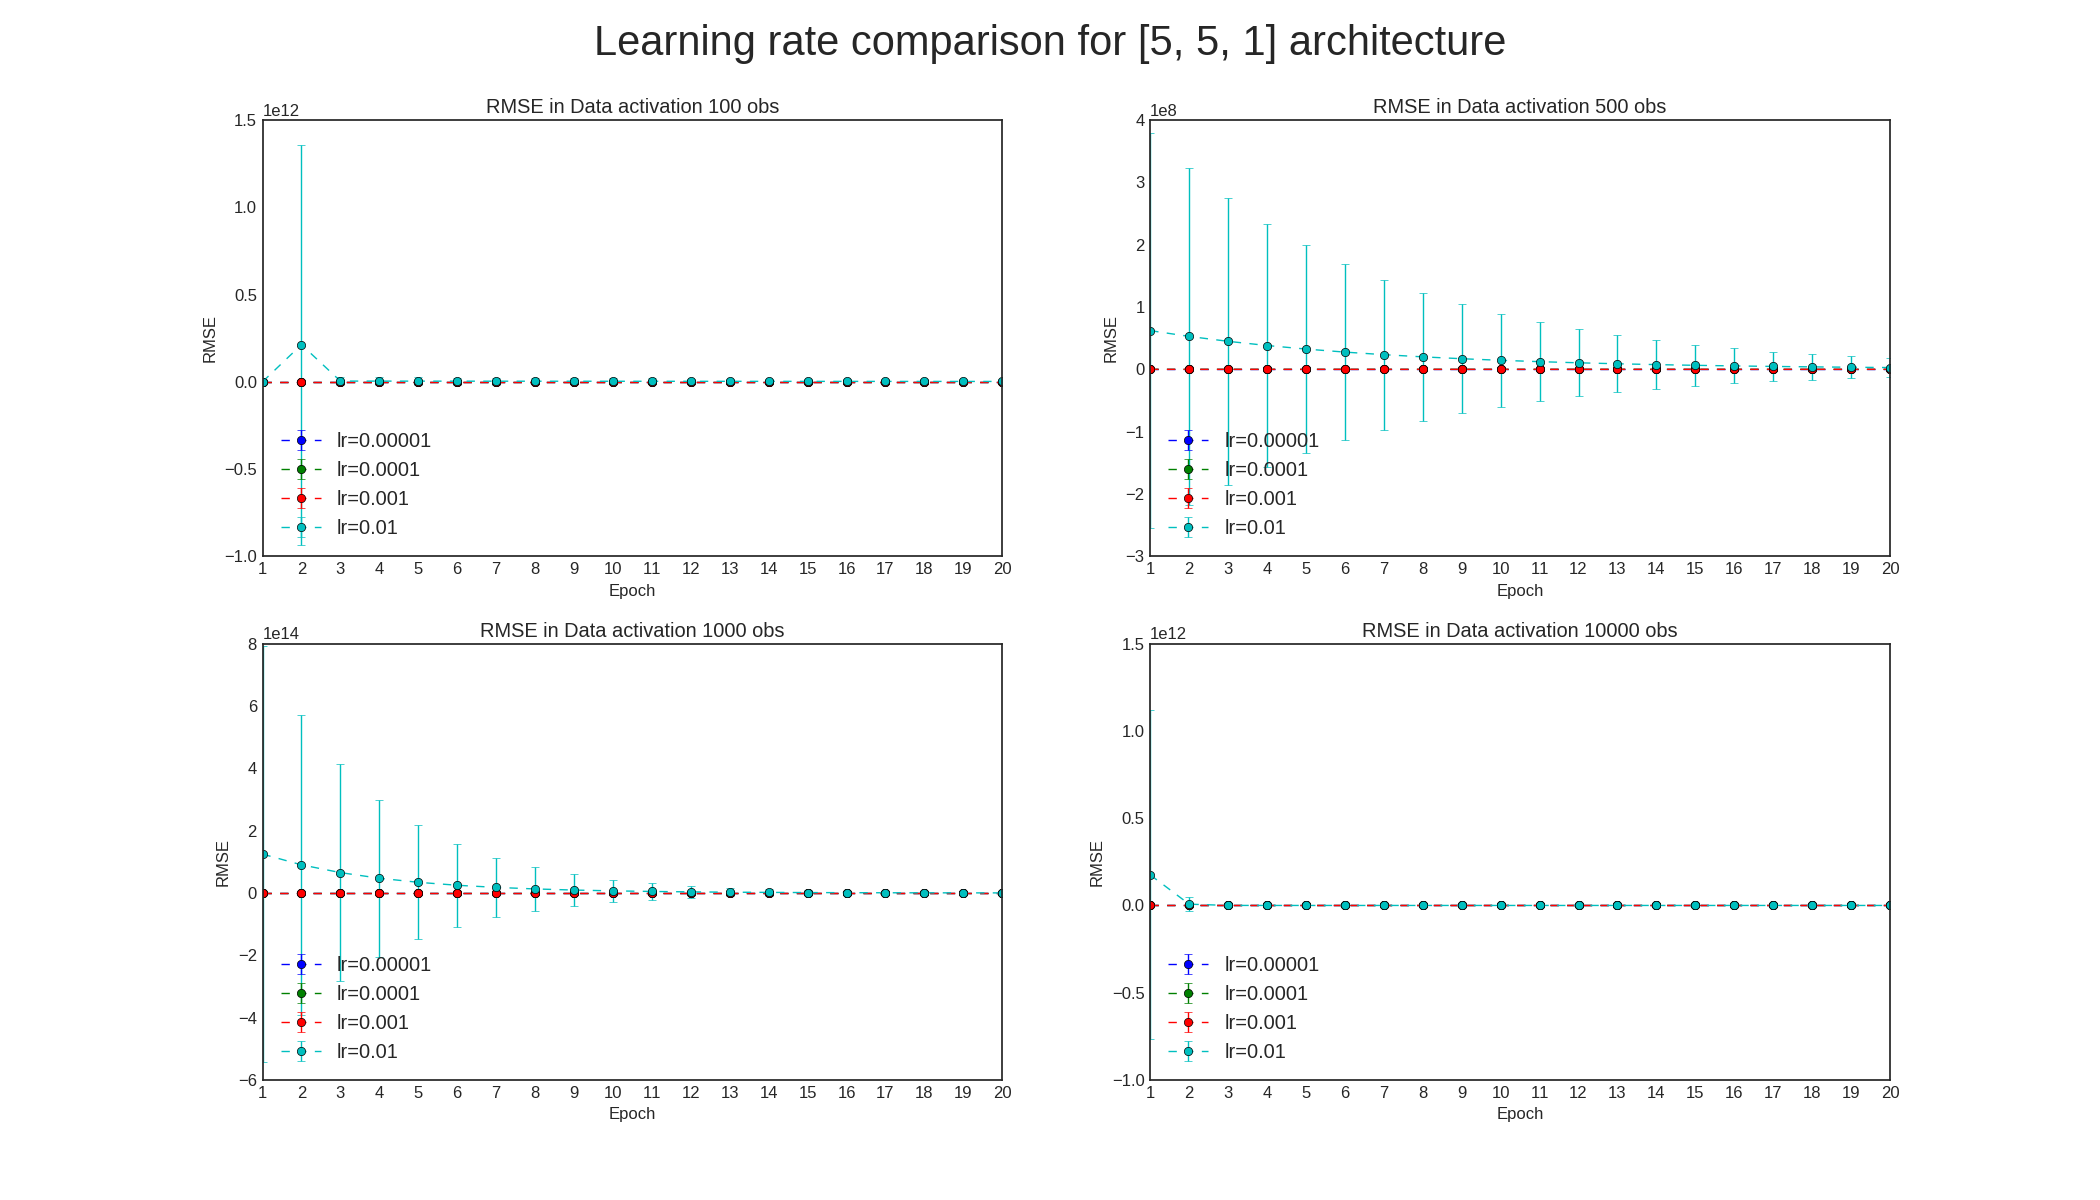 Learning rate comparison for [5, 5, 1] architecture
RMSE in Data activation 100 obs
1e12
1.5
1.0
0.5
0.0
−0.5
−1.0
RMSE
lr=0.00001
lr=0.0001
lr=0.001
lr=0.01
1 2 3 4 5 6 7 8 9 10 11 12 13 14 15 16 17 18 19 20
Epoch
RMSE in Data activation 500 obs
1e8
4
3
2
1
0
−1
−2
−3
RMSE
lr=0.00001
lr=0.0001
lr=0.001
lr=0.01
1 2 3 4 5 6 7 8 9 10 11 12 13 14 15 16 17 18 19 20
Epoch
RMSE in Data activation 1000 obs
1e14
8
6
4
2
0
−2
−4
−6
RMSE
lr=0.00001
lr=0.0001
lr=0.001
lr=0.01
1 2 3 4 5 6 7 8 9 10 11 12 13 14 15 16 17 18 19 20
Epoch
RMSE in Data activation 10000 obs
1e12
1.5
1.0
0.5
0.0
−0.5
−1.0
RMSE
lr=0.00001
lr=0.0001
lr=0.001
lr=0.01
1 2 3 4 5 6 7 8 9 10 11 12 13 14 15 16 17 18 19 20
Epoch